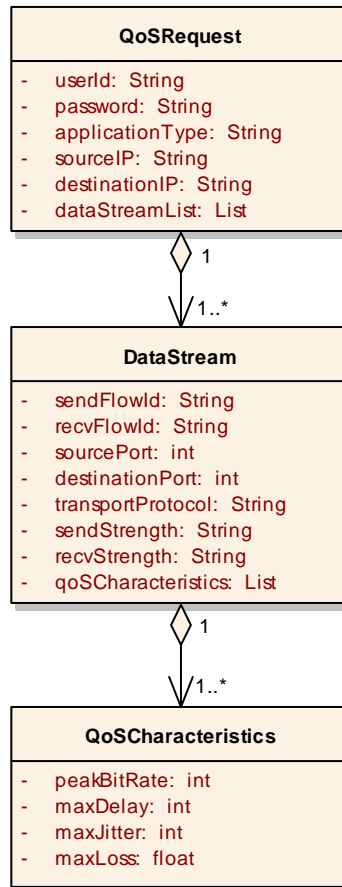 QoSRequest
- userId: String
- password: String
- applicationType: String
- sourceIP: String
- destinationIP: String
- dataStreamList: List
1
1..*
DataStream
- sendFlowId: String
- recvFlowId: String
- sourcePort: int
- destinationPort: int
- transportProtocol: String
- sendStrength: String
- recvStrength: String
- qoSCharacteristics: List
1
1..*
QoSCharacteristics
- peakBitRate: int
- maxDelay: int
- maxJitter: int
- maxLoss: float